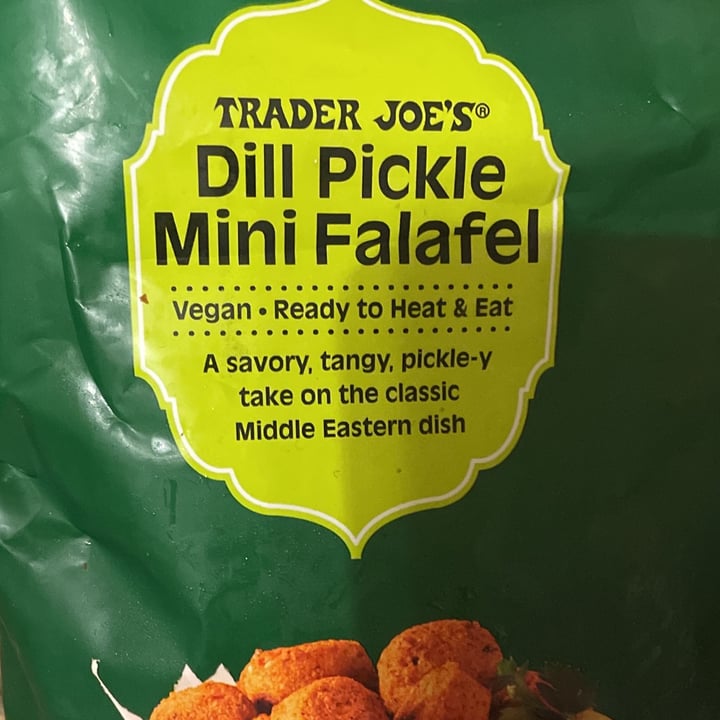 TRADER JOE'S®
Dill Pickle
Mini Falafel
Vegan • Ready to Heat & Eat
A savory, tangy, pickle-y
take on the classic
Middle Eastern dish